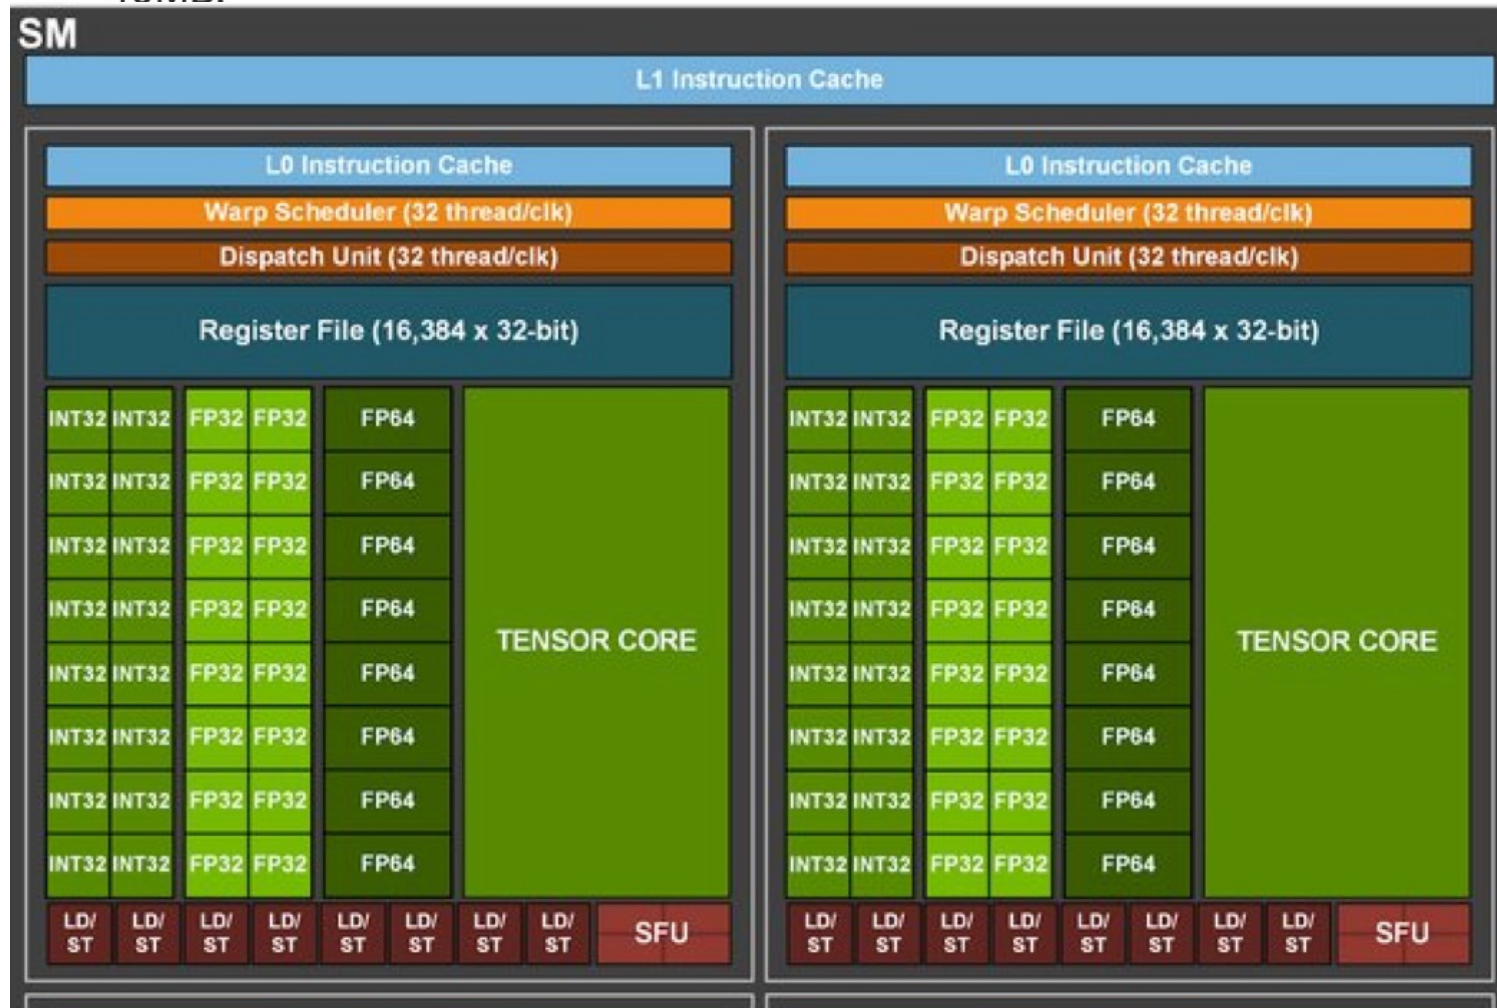 SM
L1 Instruction Cache
L0 Instruction Cache
Warp Scheduler (32 thread/clk)
Dispatch Unit (32 thread/clk)
Register File (16,384 x 32-bit)
INT32 INT32 FP32 FP32 FP64
INT32 INT32 FP32 FP32 FP64
INT32 INT32 FP32 FP32 FP64
INT32 INT32 FP32 FP32 FP64
TENSOR CORE
INT32 INT32 FP32 FP32 FP64
INT32 INT32 FP32 FP32 FP64
INT32 INT32 FP32 FP32 FP64
INT32 INT32 FP32 FP32 FP64
LD/ LD/ LD/ LD/ LD/ LD/ LD/ LD/
ST ST ST ST ST ST ST ST
SFU
L0 Instruction Cache
Warp Scheduler (32 thread/clk)
Dispatch Unit (32 thread/clk)
Register File (16,384 x 32-bit)
INT32 INT32 FP32 FP32 FP64
INT32 INT32 FP32 FP32 FP64
INT32 INT32 FP32 FP32 FP64
INT32 INT32 FP32 FP32 FP64
TENSOR CORE
INT32 INT32 FP32 FP32 FP64
INT32 INT32 FP32 FP32 FP64
INT32 INT32 FP32 FP32 FP64
INT32 INT32 FP32 FP32 FP64
LD/ LD/ LD/ LD/ LD/ LD/ LD/ LD/
ST ST ST ST ST ST ST ST
SFU